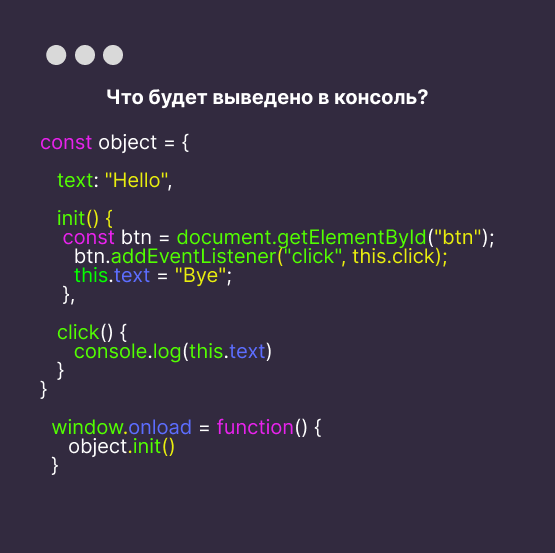 Что будет выведено в консоль?
const object = {
text: "Hello",
init() {
const btn = document.getElementById("btn");
btn.addEventListener("click", this.click);
this.text = "Bye";
},
click() {
console.log(this.text)
}
}
window.onload = function() {
object.init()
}